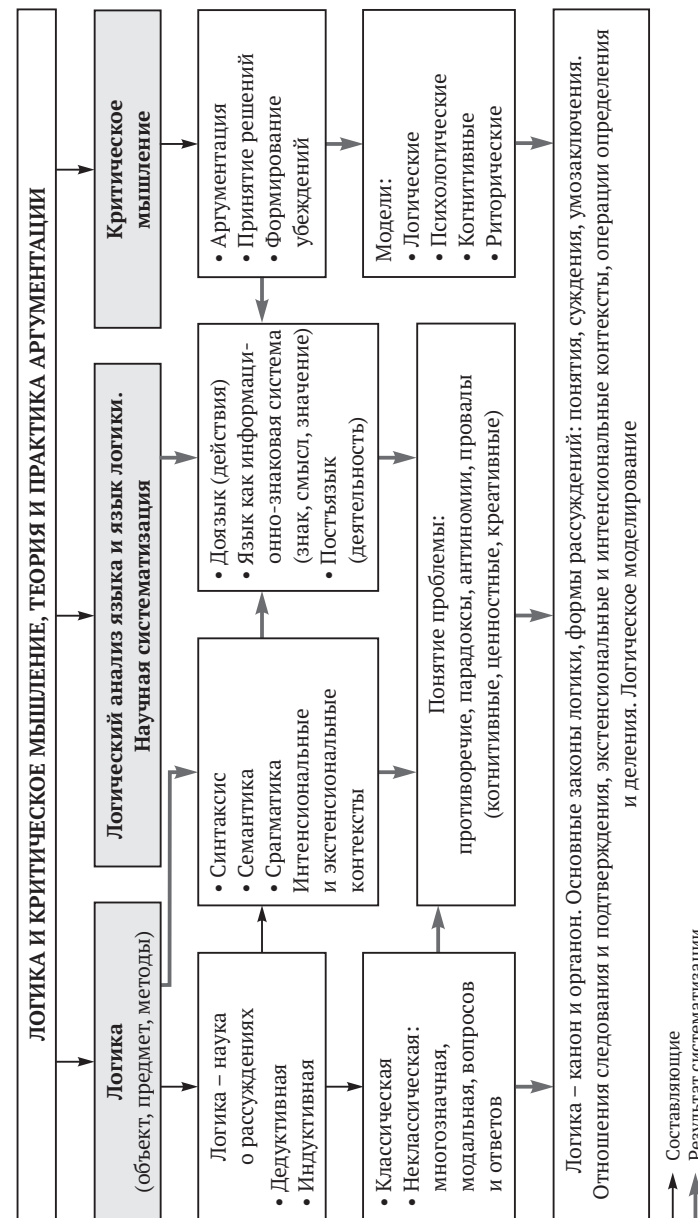 ЛОГИКА И КРИТИЧЕСКОЕ МЫШЛЕНИЕ, ТЕОРИЯ И ПРАКТИКА АРГУМЕНТАЦИИ
Логика
(объект, предмет, методы)
Логический анализ языка и язык логики.
Научная систематизация
Критическое
мышление
Логика – наука
о рассуждениях
• Дедуктивная
• Индуктивная
• Синтаксис
• Семантика
• Срагматика
Интенсиональные
и экстенсиональные
контексты
• Доязык (действия)
• Язык как информаци-
онно-знаковая система
(знак, смысл, значение)
• Постъязык
(деятельность)
• Аргументация
• Принятие решений
• Формирование
убеждений
• Классическая
• Неклассическая:
многозначная,
модальная, вопросов
и ответов
Понятие проблемы:
противоречие, парадоксы, антиномии, провалы
(когнитивные, ценностные, креативные)
Модели:
• Логические
• Психологические
• Когнитивные
• Риторические
Логика – канон и органон. Основные законы логики, формы рассуждений: понятия, суждения, умозаключения.
Отношения следования и подтверждения, экстенсиональные и интенсиональные контексты, операции определения
и деления. Логическое моделирование
Составляющие
Результат систематизации